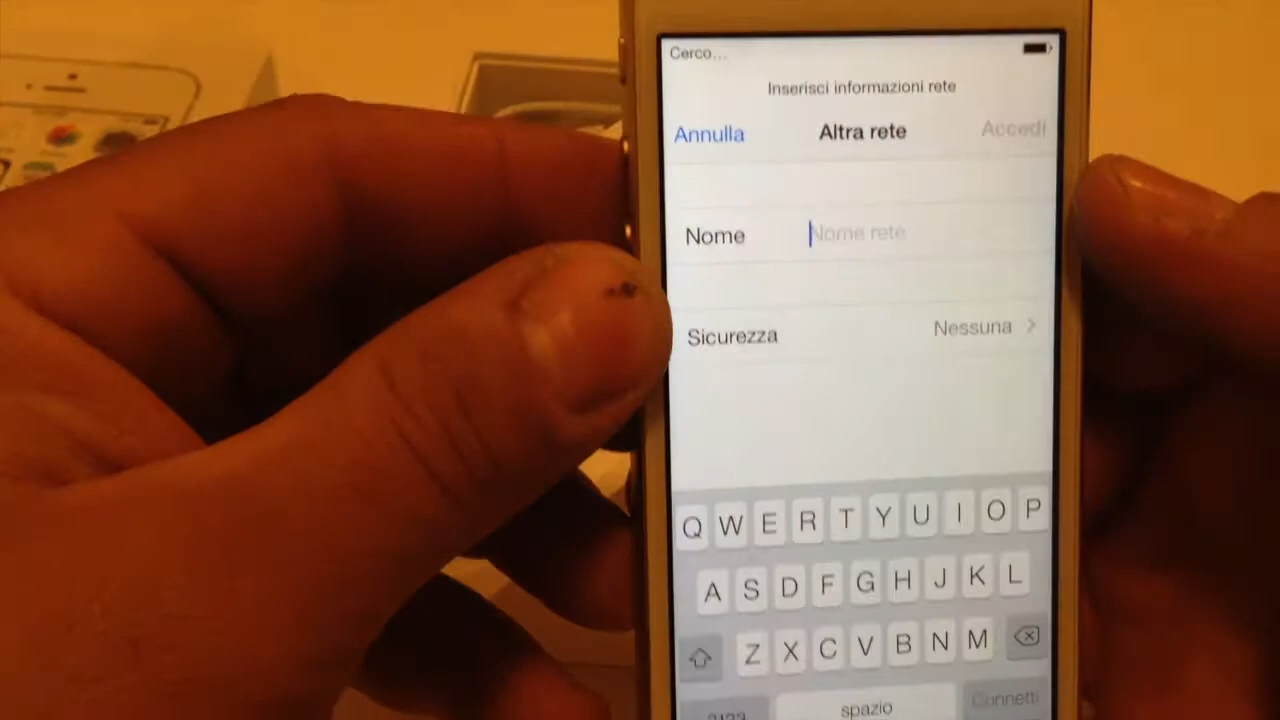 Cerco...
Inserisci informazioni rete
Annulla Altra rete Accedi
Nome Nome rete
Sicurezza Nessuna
Q W E R T Y U I O P
A S D F G H J K L
Z X C V B N M
spazio Connetti